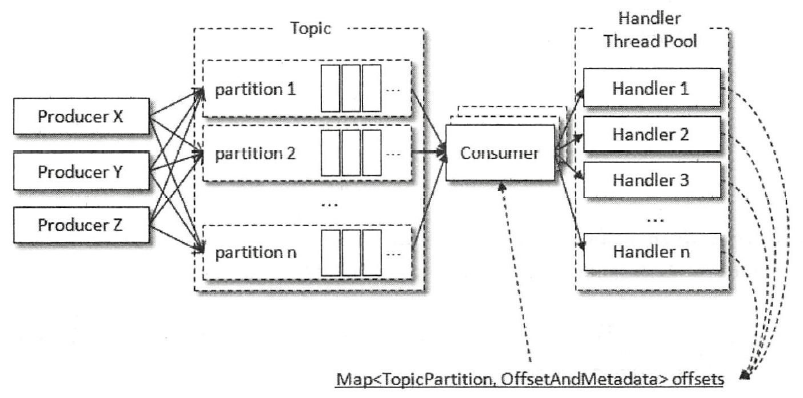 Topic
Handler
Thread Pool
Producer X
Producer Y
Producer Z
partition 1
...
partition 2
...
...
partition n
...
Consumer
Handler 1
Handler 2
Handler 3
...
Handler n
Map<TopicPartition, OffsetAndMetadata> offsets